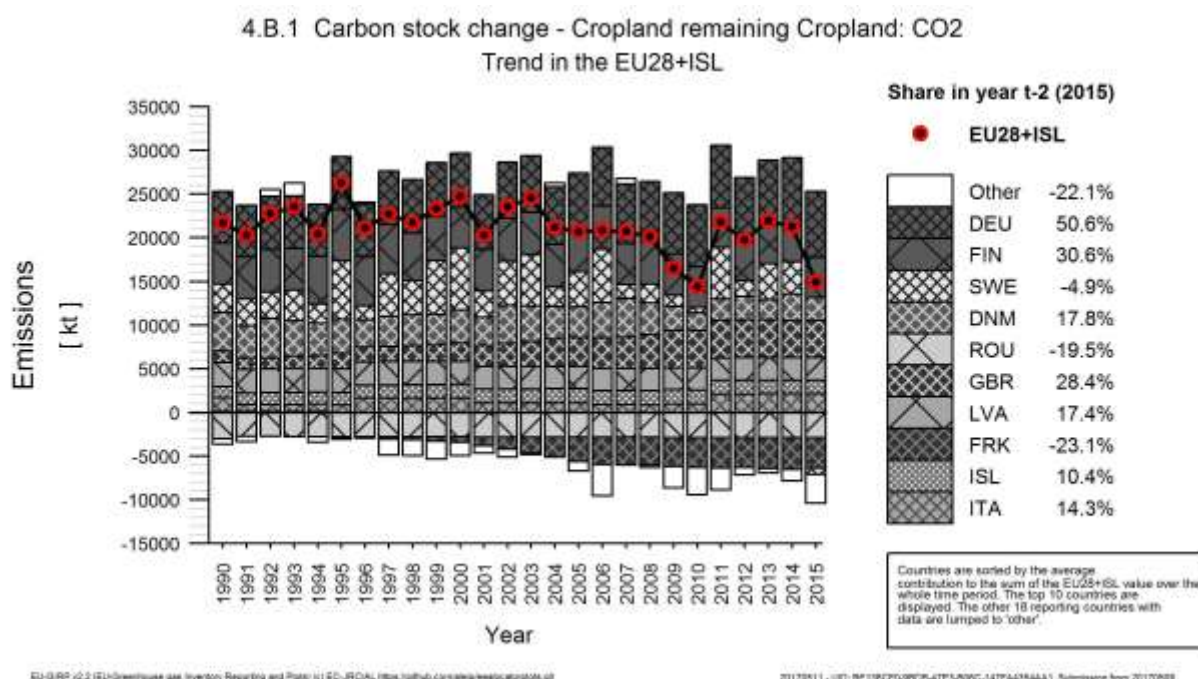 4.B.1 Carbon stock change - Cropland remaining Cropland: CO2
Trend in the EU28+ISL
Share in year t-2 (2015)
EU28+ISL
Other -22.1%
DEU 50.6%
FIN 30.6%
SWE -4.9%
DNM 17.8%
ROU -19.5%
GBR 28.4%
LVA 17.4%
FRK -23.1%
ISL 10.4%
ITA 14.3%
Countries are sorted by the average
contribution to the sum of the EU28+ISL value over the
whole time period. The top 10 countries are
displayed. The other 18 reporting countries with
data are lumped to 'other'.
Emissions
[ kt ]
35000
30000
25000
20000
15000
10000
5000
0
-5000
-10000
-15000
1990
1991
1992
1993
1994
1995
1996
1997
1998
1999
2000
2001
2002
2003
2004
2005
2006
2007
2008
2009
2010
2011
2012
2013
2014
2015
Year